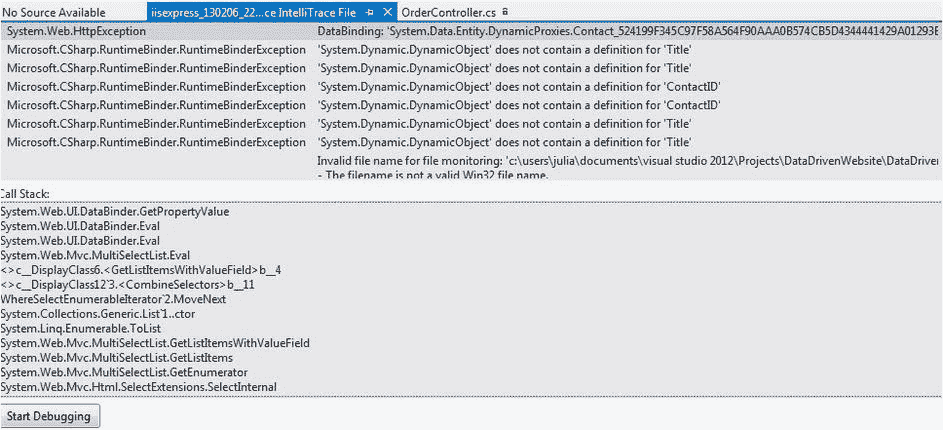 No Source Available iisexpress_130206_22...ce IntelliTrace File OrderController.cs
System.Web.HttpException DataBinding: 'System.Data.Entity.DynamicProxies.Contact_524199F345C97F58A564F90AAA0B574CB5D4344441429A01293E
Microsoft.CSharp.RuntimeBinder.RuntimeBinderException 'System.Dynamic.DynamicObject' does not contain a definition for 'Title'
Microsoft.CSharp.RuntimeBinder.RuntimeBinderException 'System.Dynamic.DynamicObject' does not contain a definition for 'Title'
Microsoft.CSharp.RuntimeBinder.RuntimeBinderException 'System.Dynamic.DynamicObject' does not contain a definition for 'ContactID'
Microsoft.CSharp.RuntimeBinder.RuntimeBinderException 'System.Dynamic.DynamicObject' does not contain a definition for 'ContactID'
Microsoft.CSharp.RuntimeBinder.RuntimeBinderException 'System.Dynamic.DynamicObject' does not contain a definition for 'Title'
Microsoft.CSharp.RuntimeBinder.RuntimeBinderException 'System.Dynamic.DynamicObject' does not contain a definition for 'Title'
Invalid file name for file monitoring: 'c:\users\julia\documents\visual studio 2012\Projects\DataDrivenWebsite\DataDriven
- The filename is not a valid Win32 file name.
Call Stack:
System.Web.UI.DataBinder.GetPropertyValue
System.Web.UI.DataBinder.Eval
System.Web.UI.DataBinder.Eval
System.Web.Mvc.MultiSelectList.Eval
<>c__DisplayClass6.<GetListItemsWithValueField>b__4
<>c__DisplayClass12`3.<CombineSelectors>b__11
WhereSelectEnumerableIterator`2.MoveNext
System.Collections.Generic.List`1..ctor
System.Linq.Enumerable.ToList
System.Web.Mvc.MultiSelectList.GetListItemsWithValueField
System.Web.Mvc.MultiSelectList.GetListItems
System.Web.Mvc.MultiSelectList.GetEnumerator
System.Web.Mvc.Html.SelectExtensions.SelectInternal
Start Debugging